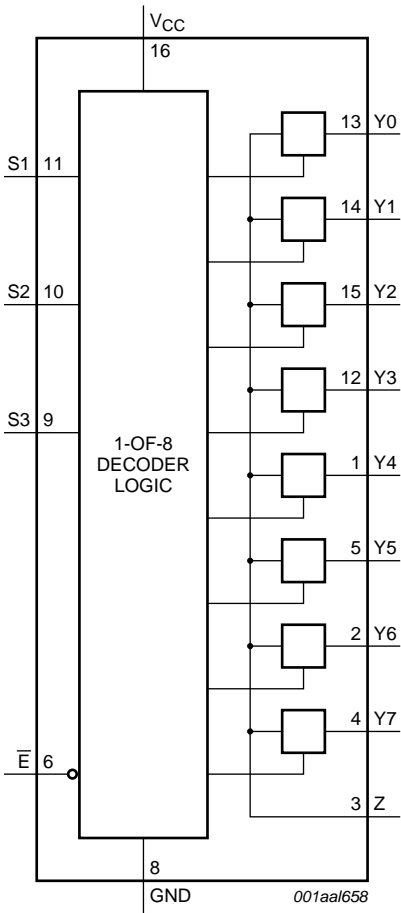 VCC
16
13 Y0
S1 11
14 Y1
S2 10
15 Y2
12 Y3
S3 9
1-OF-8
DECODER
LOGIC
1 Y4
5 Y5
2 Y6
4 Y7
E̅ 6
3 Z
8
GND
001aal658